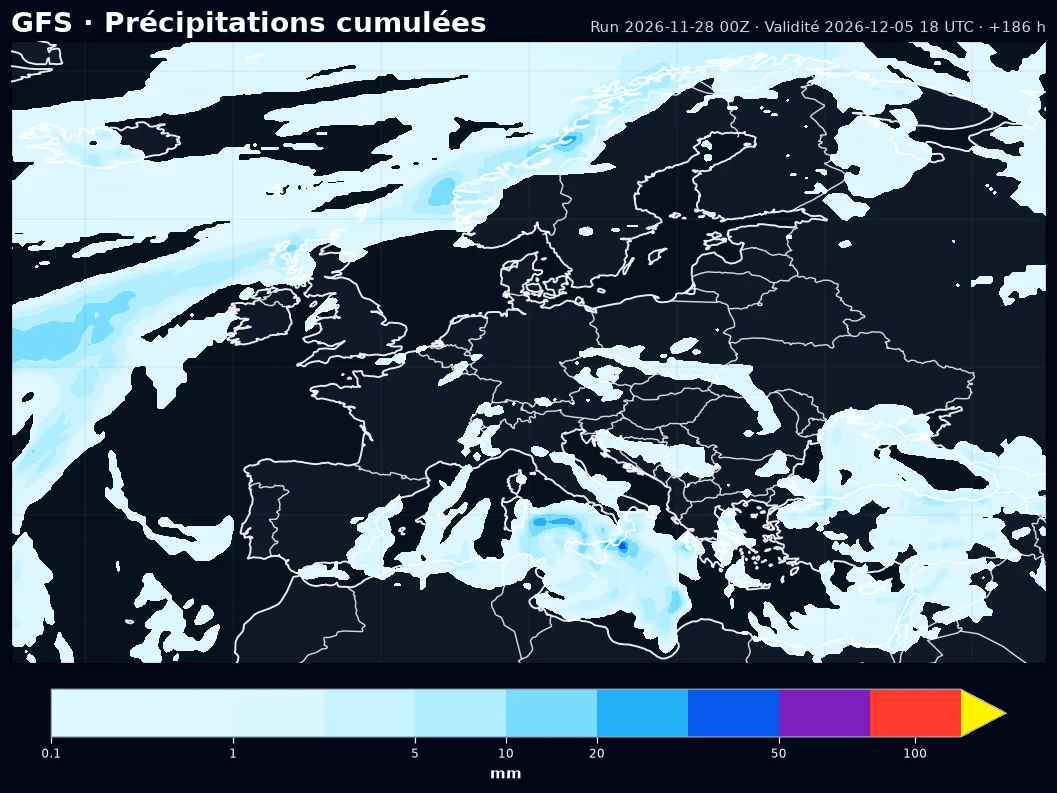 GFS · Précipitations cumulées
Run 2026-11-28 00Z · Validité 2026-12-05 18 UTC · +186 h
0.1 1 5 10 20 50 100
mm